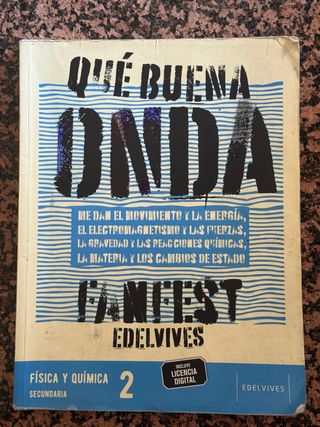 QUÉ BUENA
ONDA
ME DAN EL MOVIMIENTO Y LA ENERGÍA,
EL ELECTROMAGNETISMO Y LAS FUERZAS,
LA GRAVEDAD Y LAS REACCIONES QUÍMICAS,
LA MATERIA Y LOS CAMBIOS DE ESTADO
FANFEST
EDELVIVES
FÍSICA Y QUÍMICA 2
SECUNDARIA
INCLUYE
LICENCIA
DIGITAL
EDELVIVES